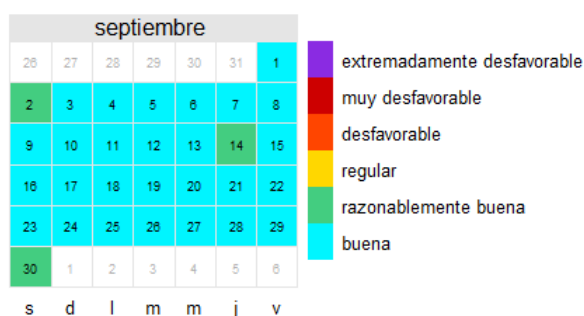 septiembre
26 27 28 29 30 31 1
2 3 4 5 6 7 8
9 10 11 12 13 14 15
16 17 18 19 20 21 22
23 24 25 26 27 28 29
30 1 2 3 4 5 6
s d l m m j v
extremadamente desfavorable
muy desfavorable
desfavorable
regular
razonablemente buena
buena